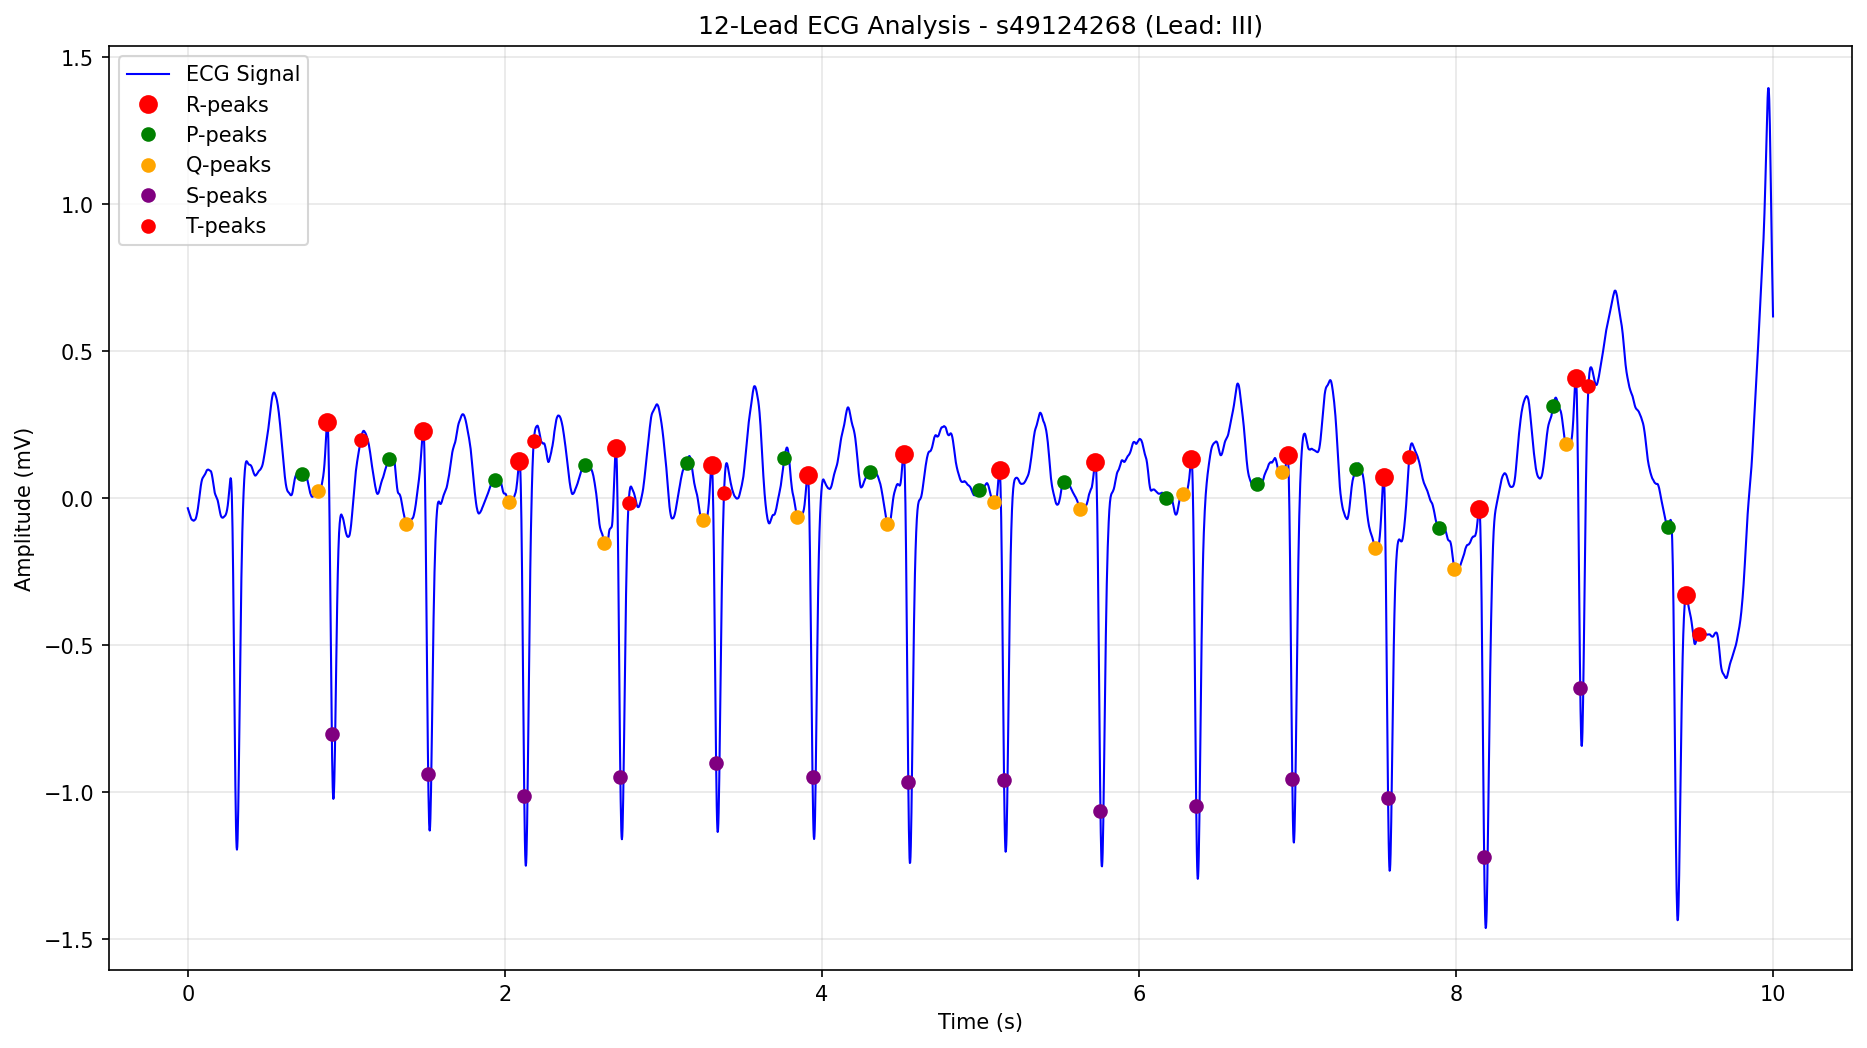 12-Lead ECG Analysis - s49124268 (Lead: III)
ECG Signal
R-peaks
P-peaks
Q-peaks
S-peaks
T-peaks
Amplitude (mV)
1.5
1.0
0.5
0.0
−0.5
−1.0
−1.5
0 2 4 6 8 10
Time (s)